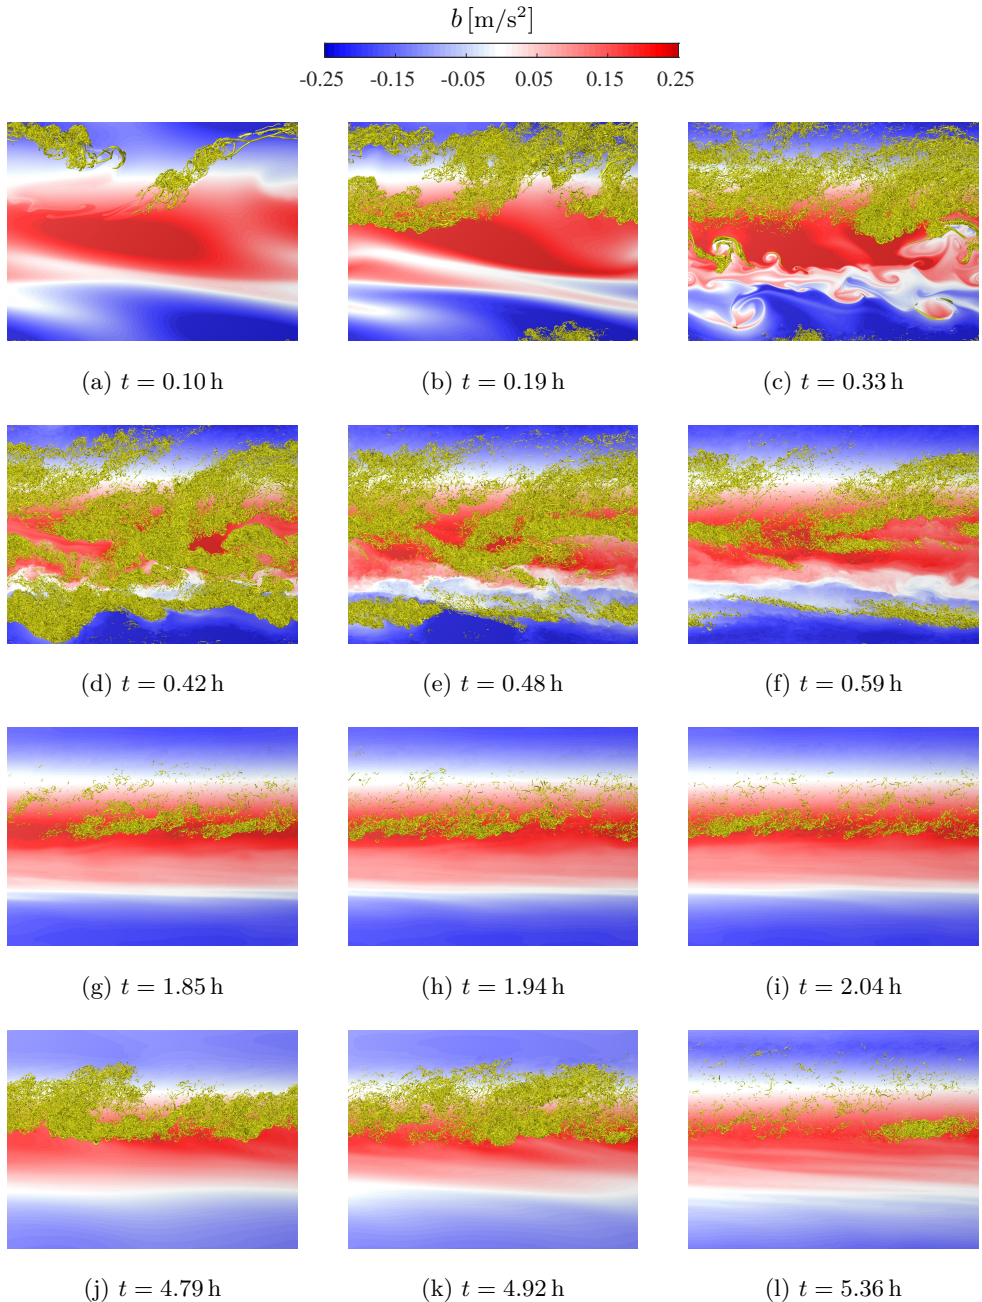 b [m/s²]
-0.25 -0.15 -0.05 0.05 0.15 0.25
(a) t = 0.10 h (b) t = 0.19 h (c) t = 0.33 h
(d) t = 0.42 h (e) t = 0.48 h (f) t = 0.59 h
(g) t = 1.85 h (h) t = 1.94 h (i) t = 2.04 h
(j) t = 4.79 h (k) t = 4.92 h (l) t = 5.36 h